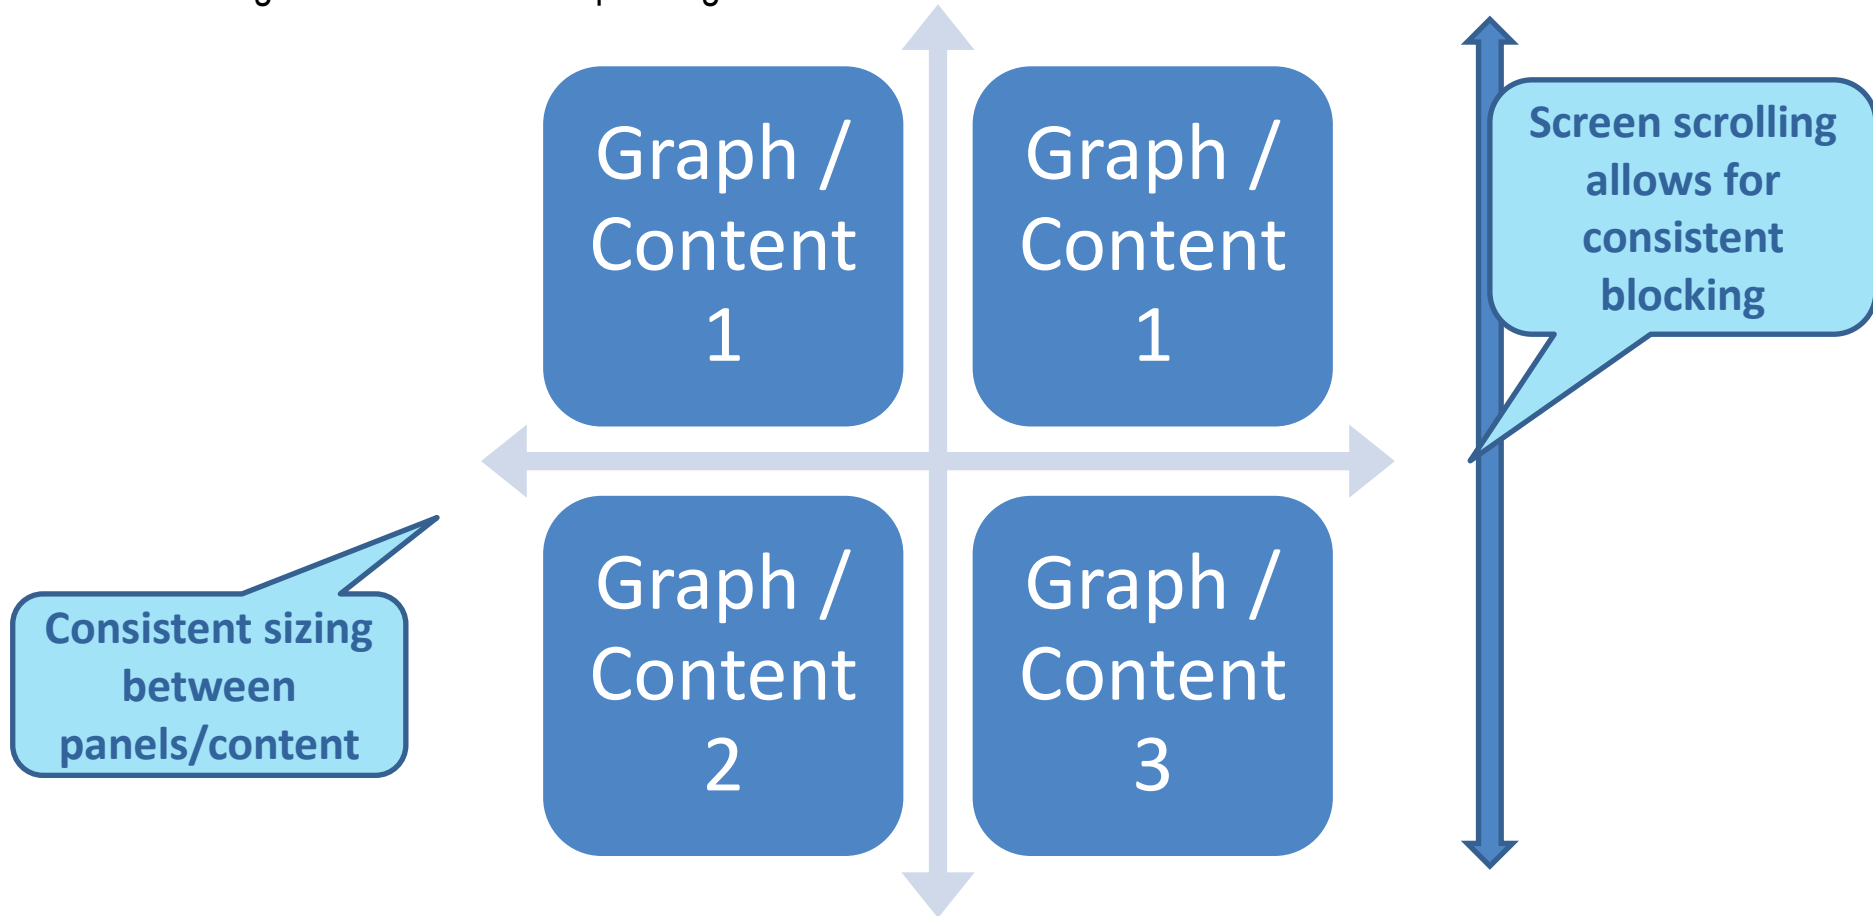 Graph /
Content
1
Graph /
Content
1
Screen scrolling
allows for
consistent
blocking
Consistent sizing
between
panels/content
Graph /
Content
2
Graph /
Content
3